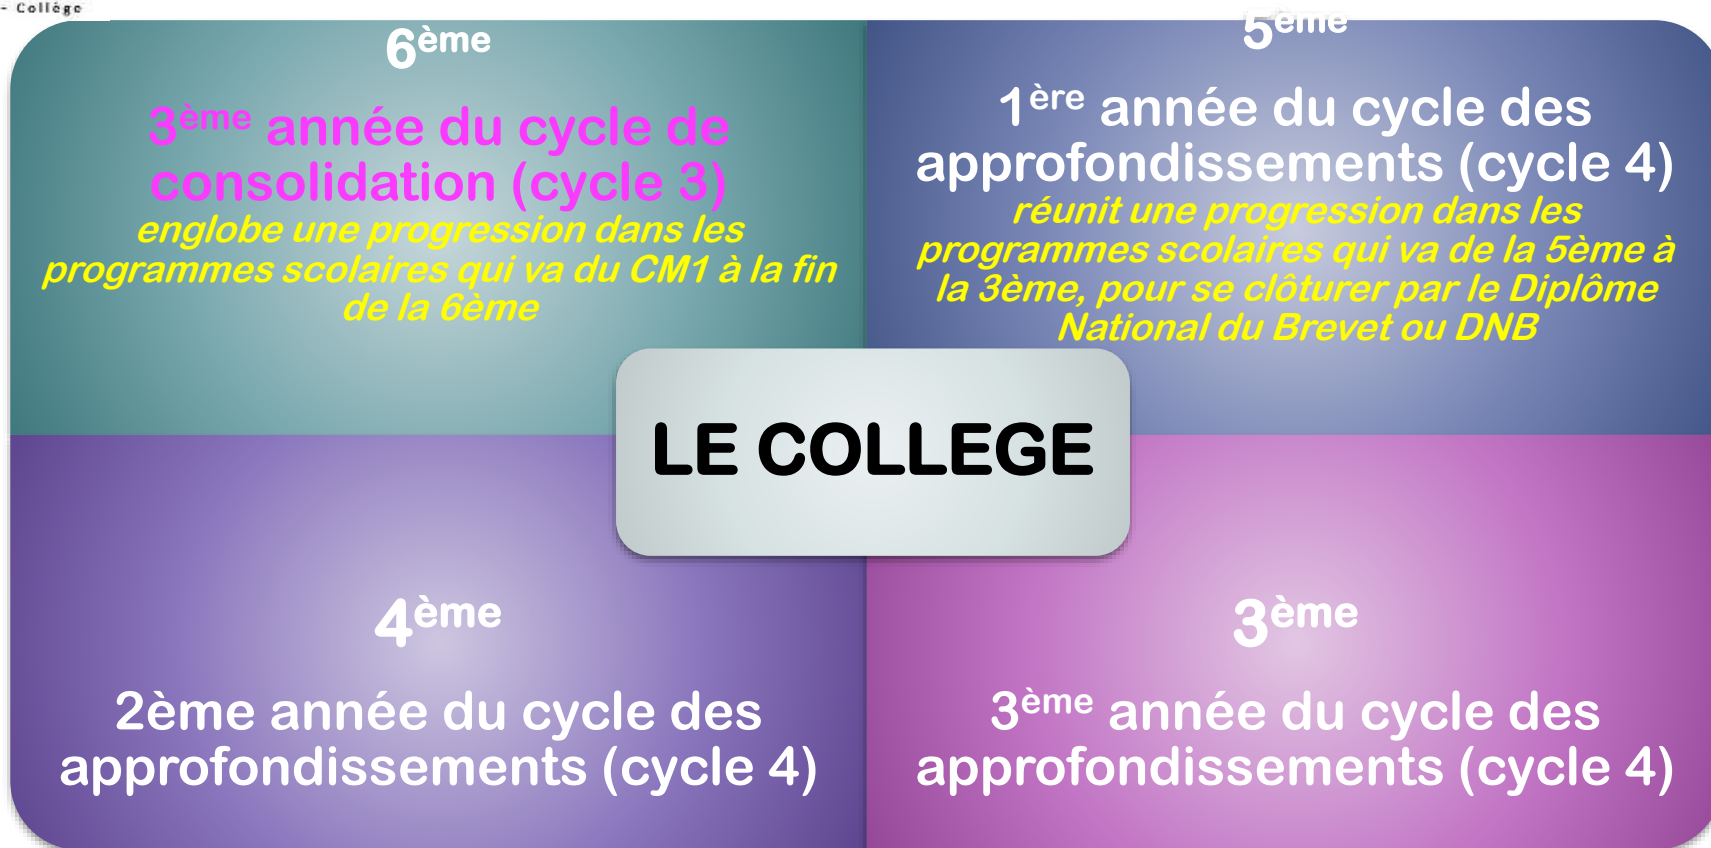 - Collège
6ème
3ème année du cycle de
consolidation (cycle 3)
englobe une progression dans les
programmes scolaires qui va du CM1 à la fin
de la 6ème
5ème
1ère année du cycle des
approfondissements (cycle 4)
réunit une progression dans les
programmes scolaires qui va de la 5ème à
la 3ème, pour se clôturer par le Diplôme
National du Brevet ou DNB
LE COLLEGE
4ème
2ème année du cycle des
approfondissements (cycle 4)
3ème
3ème année du cycle des
approfondissements (cycle 4)